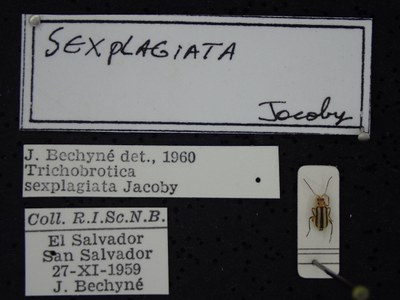 SEXPLAGIATA
Jacoby
J. Bechyné det., 1960
Trichobrotica
sexplagiata Jacoby
Coll. R.I.Sc.N.B.
El Salvador
San Salvador
27-XI-1959
J. Bechyné